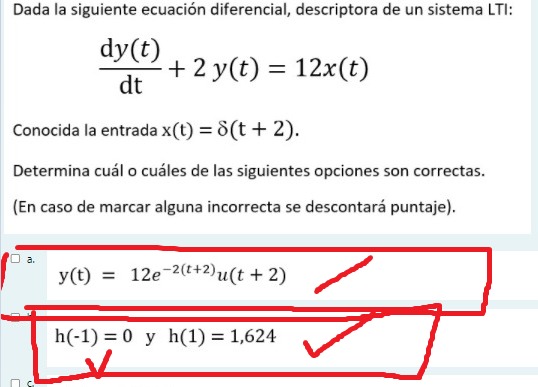 Dada la siguiente ecuación diferencial, descriptora de un sistema LTI:
dy(t)/dt + 2 y(t) = 12x(t)
Conocida la entrada x(t) = δ(t + 2).
Determina cuál o cuáles de las siguientes opciones son correctas.
(En caso de marcar alguna incorrecta se descontará puntaje).
a.
y(t) = 12e^{-2(t+2)}u(t + 2)
h(-1) = 0 y h(1) = 1,624
c.